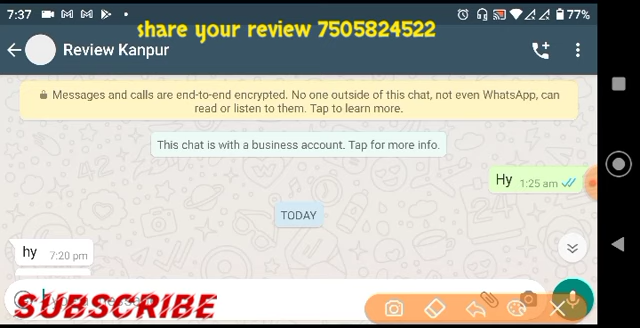 7:37
77%
share your review 7505824522
Review Kanpur
Messages and calls are end-to-end encrypted. No one outside of this chat, not even WhatsApp, can
read or listen to them. Tap to learn more.
This chat is with a business account. Tap for more info.
Hy 1:25 am
TODAY
hy 7:20 pm
SUBSCRIBE